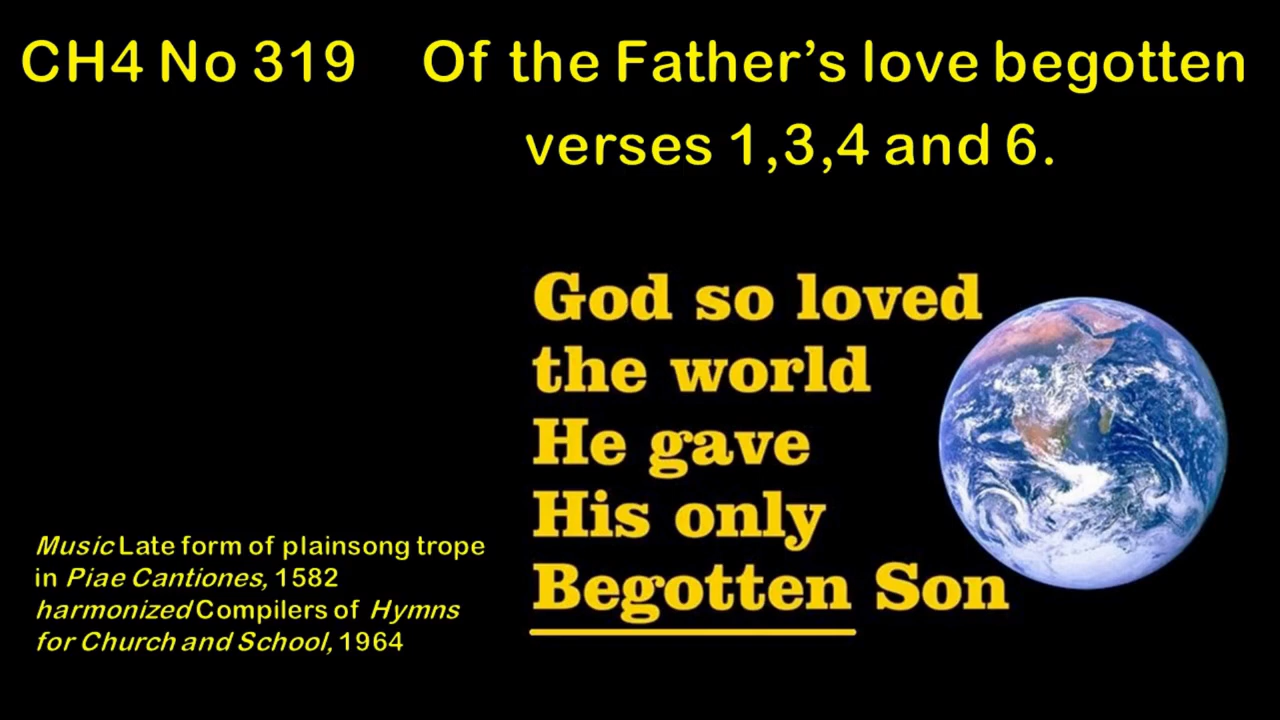 CH4 No 319 Of the Father’s love begotten
verses 1,3,4 and 6.
God so loved
the world
He gave
His only
Begotten Son
Music Late form of plainsong trope
in Piae Cantiones, 1582
harmonized Compilers of Hymns
for Church and School, 1964